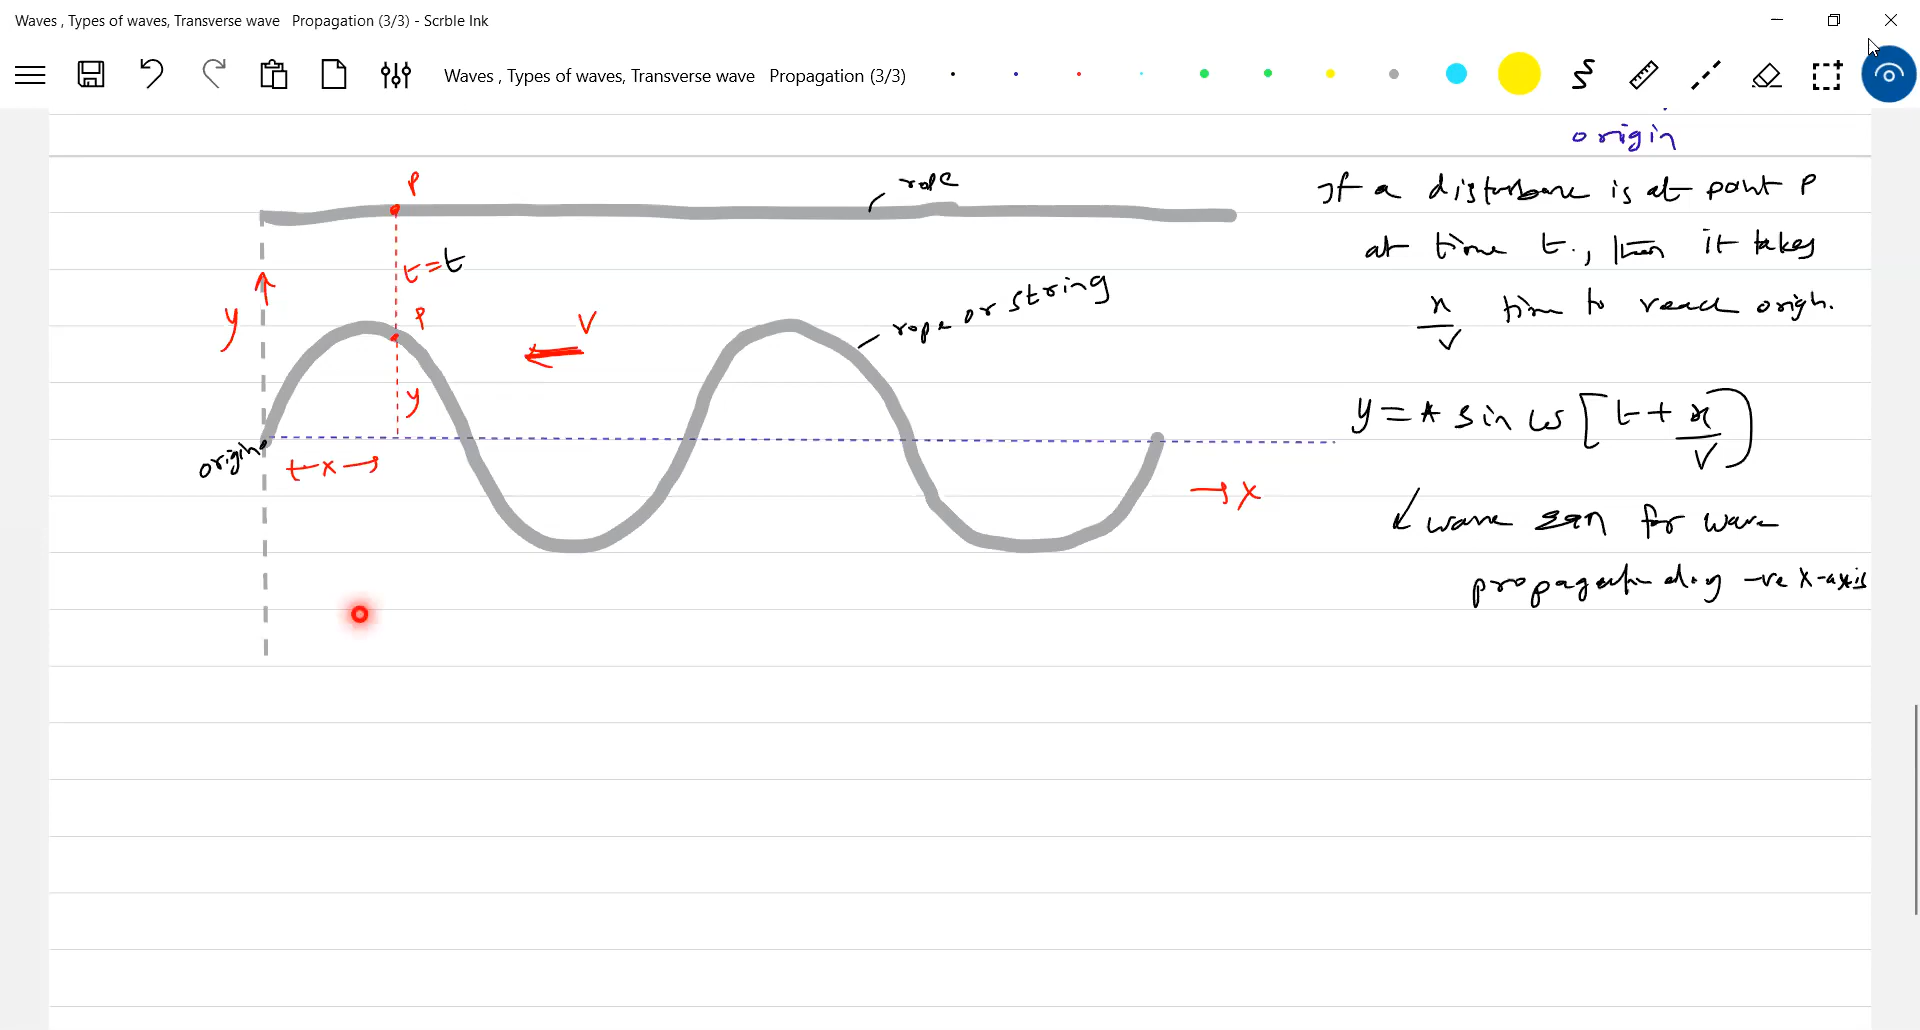 Waves , Types of waves, Transverse wave   Propagation (3/3) - Scrble Ink
Waves , Types of waves, Transverse wave   Propagation (3/3)
origin
P
rope
If a disturbance is at point P
at time t., then it takes
x/v time to reach origin.
t = t
y
P
v
rope or string
y
y = A sin ω [t + x/v)
origin
← x →
→ x
wave eqn for wave
propagation along -ve X-axis